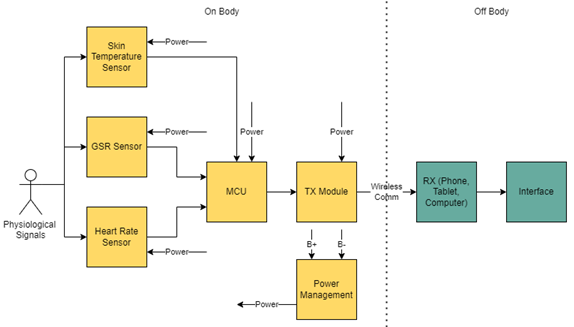 On Body
Off Body
Skin
Temperature
Sensor
Power
GSR Sensor
Power
Power
Power
MCU
TX Module
Wireless
Comm
RX (Phone,
Tablet,
Computer)
Interface
Physiological
Signals
Heart Rate
Sensor
Power
B+
B-
Power
Management
Power